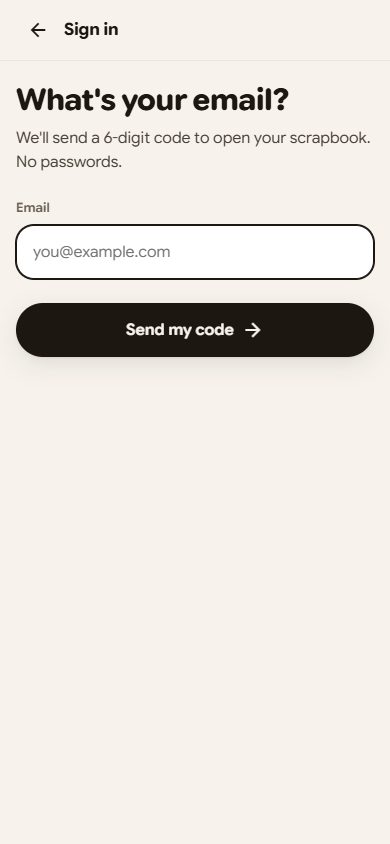 Sign in
What's your email?
We'll send a 6-digit code to open your scrapbook.
No passwords.
Email
you@example.com
Send my code